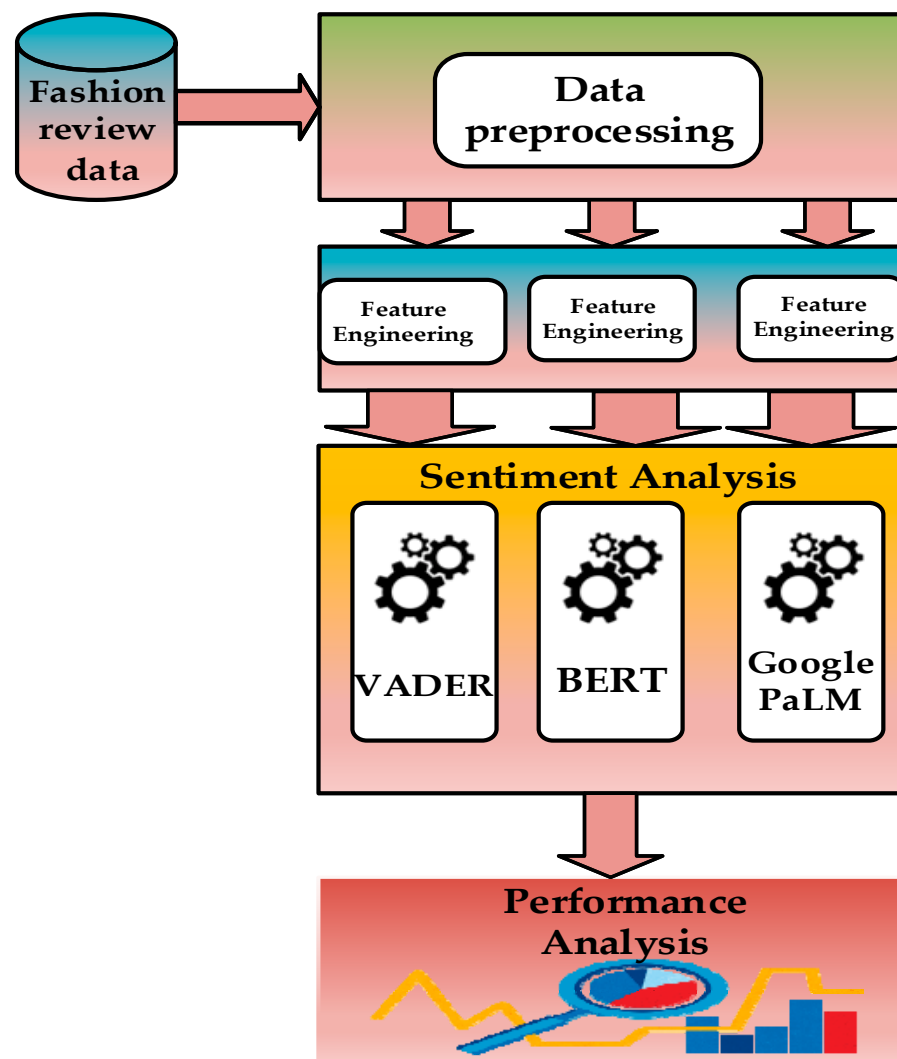 Fashion
review
data
Data
preprocessing
Feature
Engineering
Feature
Engineering
Feature
Engineering
Sentiment Analysis
VADER
BERT
Google
PaLM
Performance
Analysis